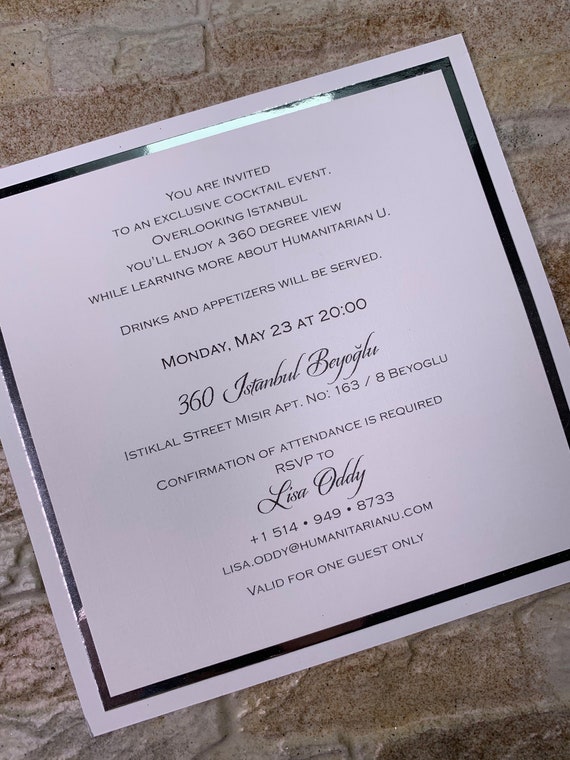 You are invited
to an exclusive cocktail event.
Overlooking Istanbul
you'll enjoy a 360 degree view
while learning more about Humanitarian U.
Drinks and appetizers will be served.
Monday, May 23 at 20:00
360 Istanbul Beyoğlu
Istiklal Street Misir Apt. No: 163 / 8 Beyoglu
Confirmation of attendance is required
RSVP to
Lisa Oddy
+1 514 • 949 • 8733
lisa.oddy@humanitarianu.com
Valid for one guest only